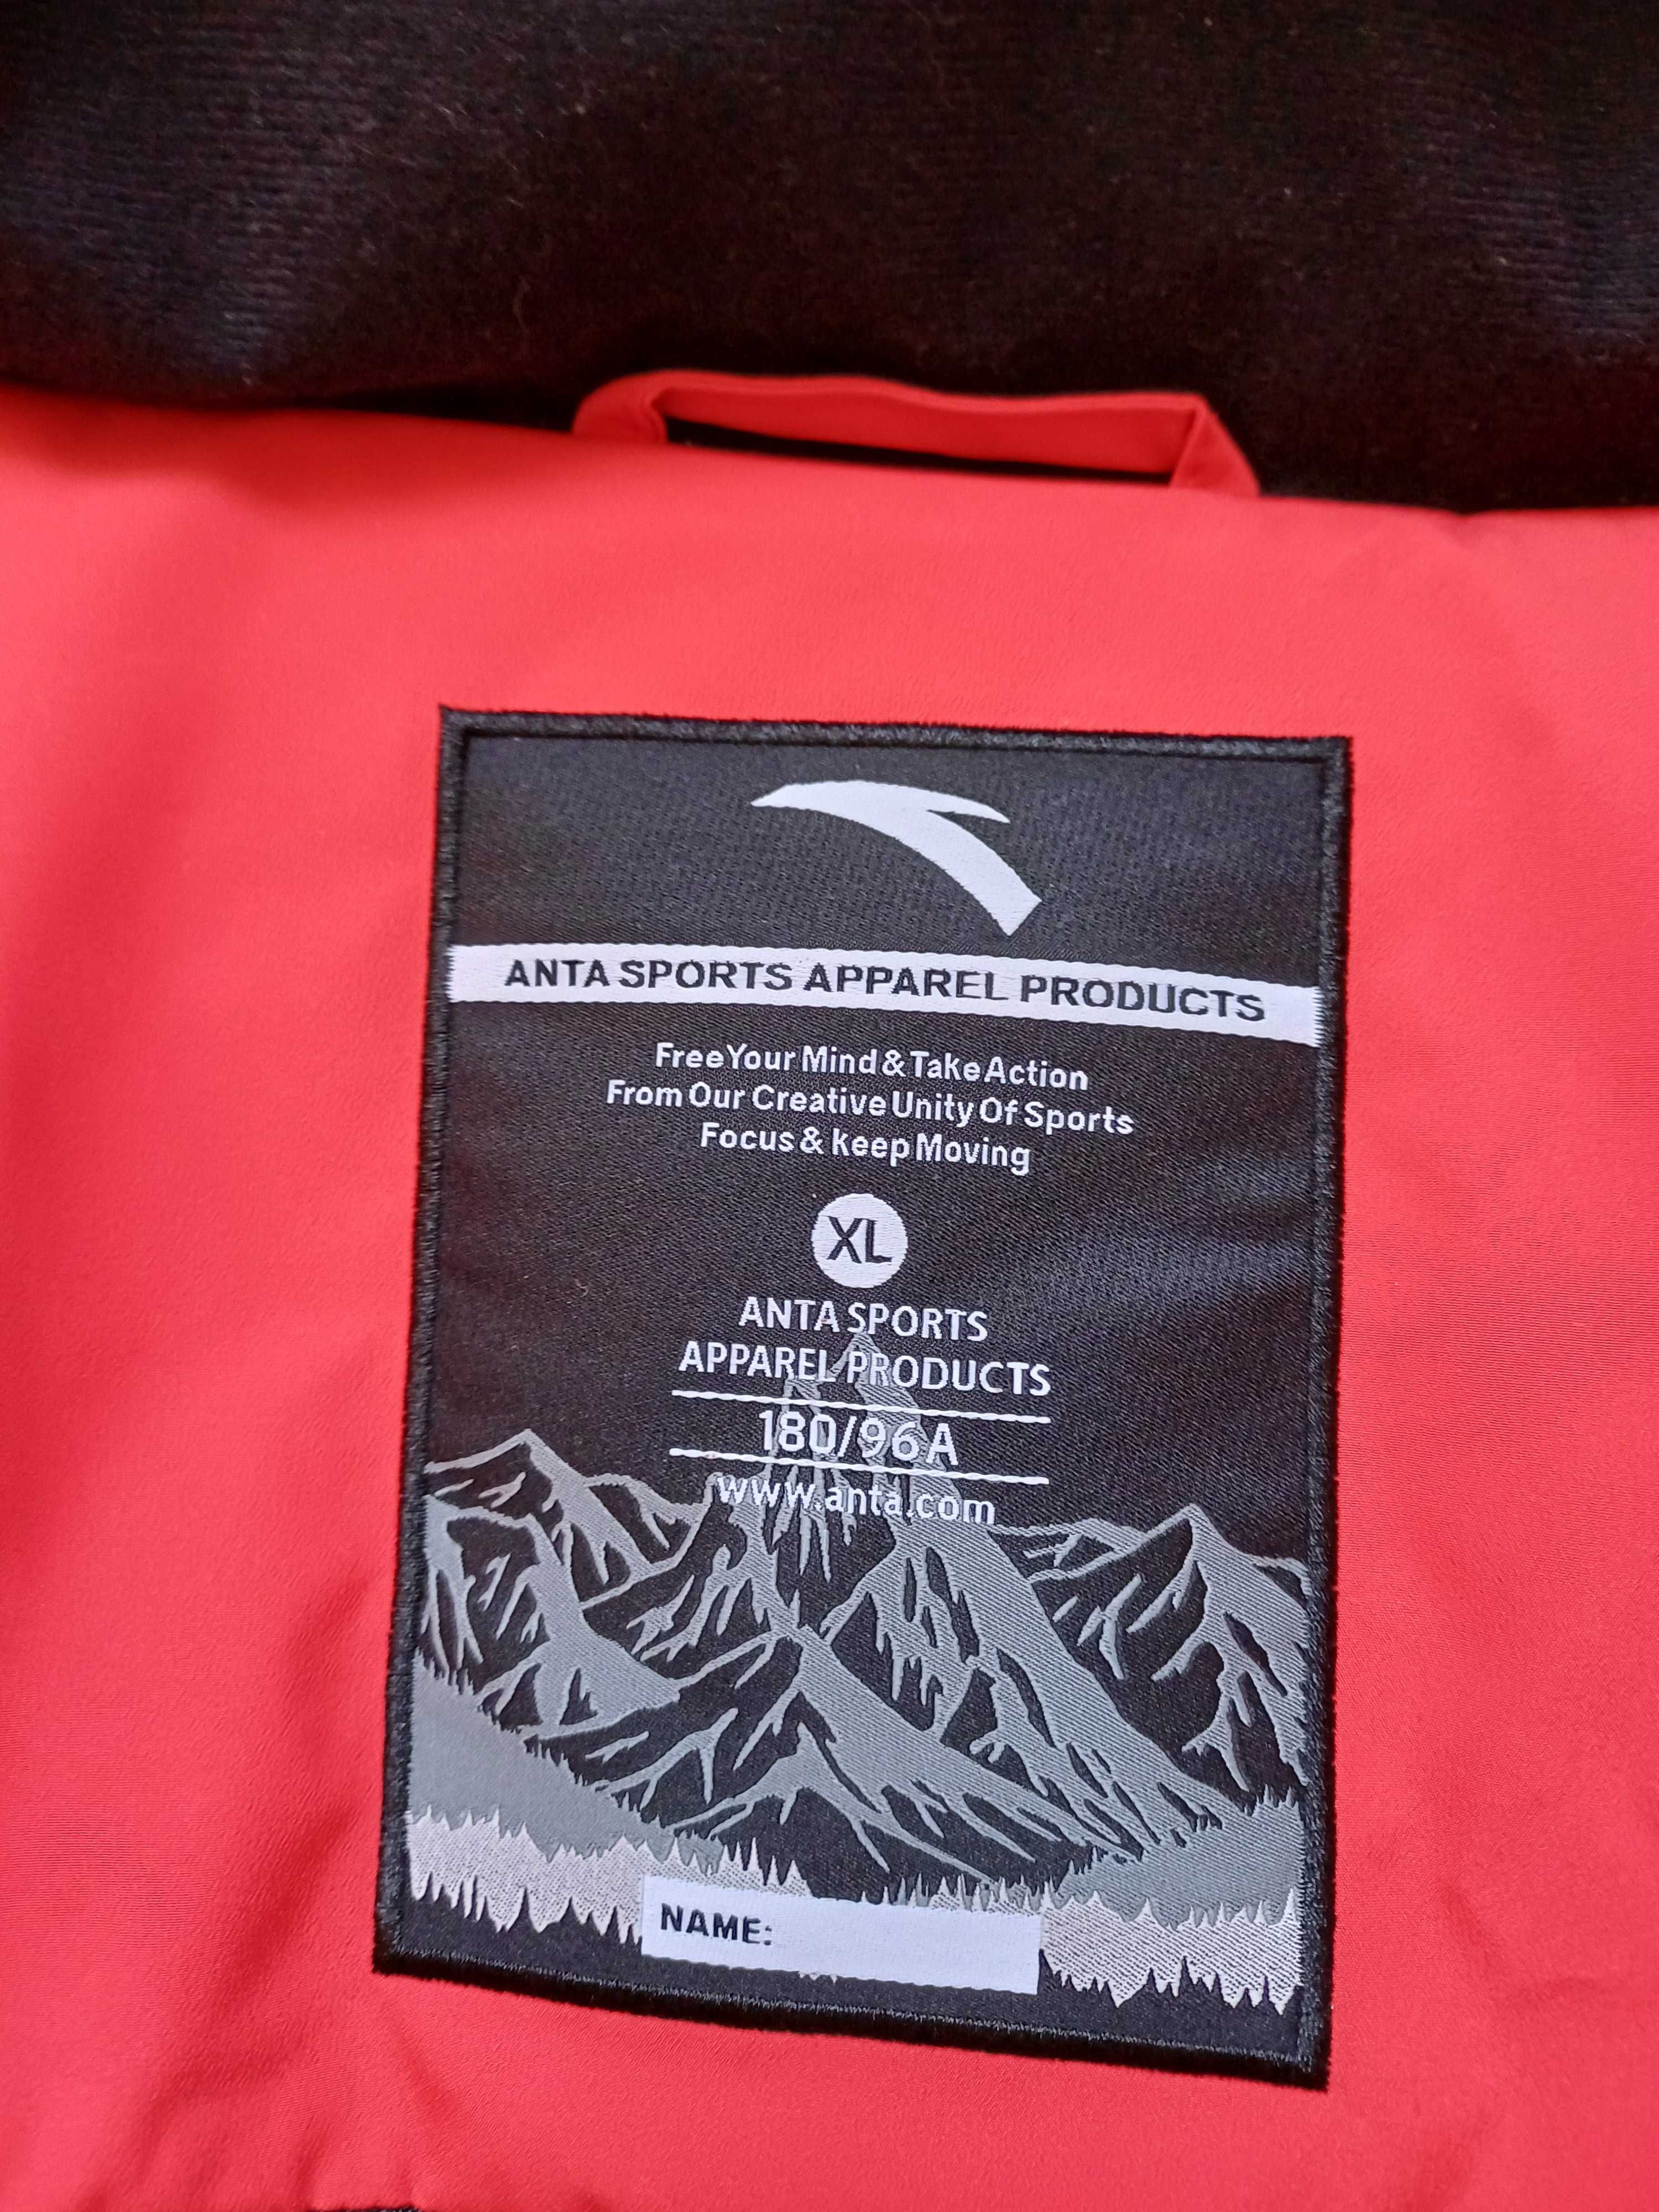 ANTA SPORTS APPAREL PRODUCTS
Free Your Mind & Take Action
From Our Creative Unity Of Sports
Focus & keep Moving
XL
ANTA SPORTS
APPAREL PRODUCTS
180/96 A
www.anta.com
NAME: